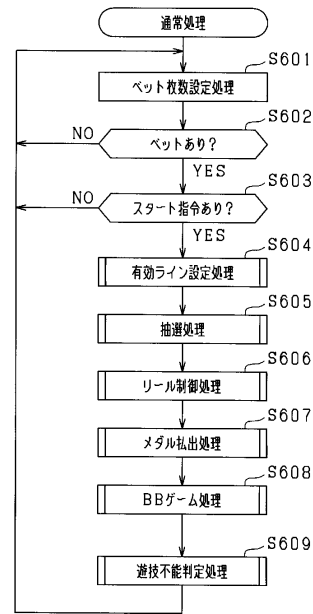 通常処理
S601
ベット枚数設定処理
S602
ベットあり?
NO
YES
S603
スタート指令あり?
NO
YES
S604
有効ライン設定処理
S605
抽選処理
S606
リール制御処理
S607
メダル払出処理
S608
BBゲーム処理
S609
遊技不能判定処理